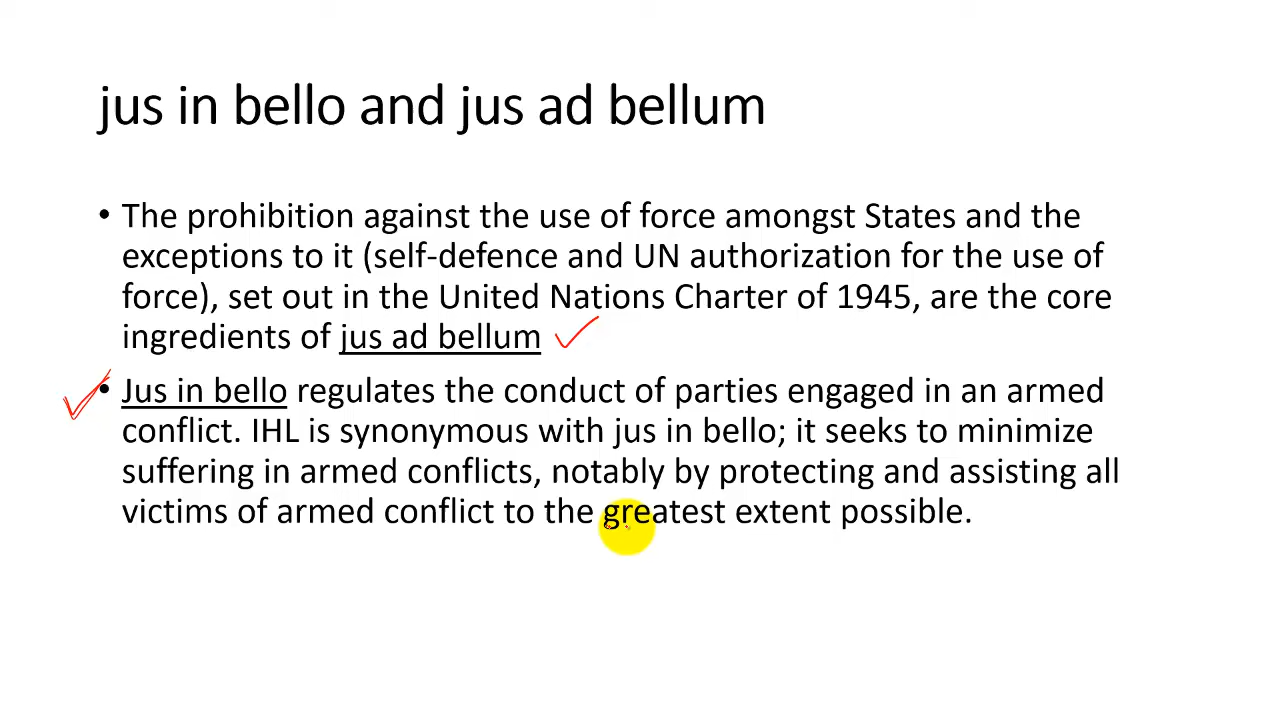 jus in bello and jus ad bellum
• The prohibition against the use of force amongst States and the
exceptions to it (self-defence and UN authorization for the use of
force), set out in the United Nations Charter of 1945, are the core
ingredients of jus ad bellum
• Jus in bello regulates the conduct of parties engaged in an armed
conflict. IHL is synonymous with jus in bello; it seeks to minimize
suffering in armed conflicts, notably by protecting and assisting all
victims of armed conflict to the greatest extent possible.